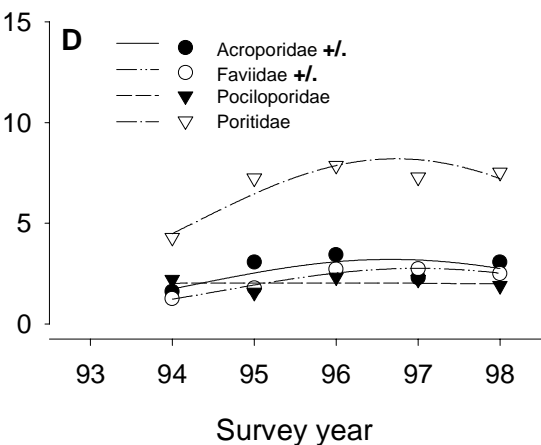 15
D
Acroporidae +/.
Faviidae +/.
Pociloporidae
Poritidae
10
5
0
93 94 95 96 97 98
Survey year